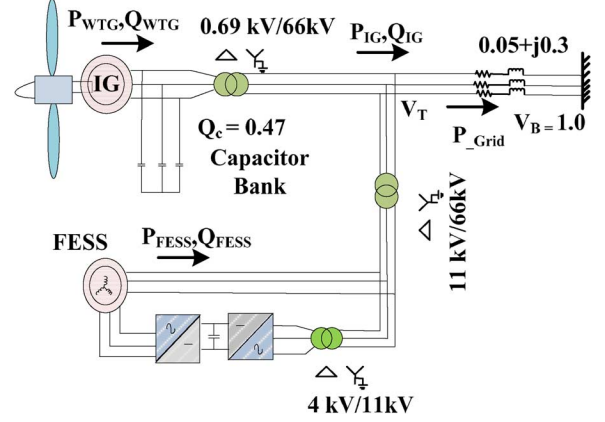 P_WTG,Q_WTG
0.69 kV/66kV
P_IG,Q_IG
0.05+j0.3
IG
V_T
P_Grid
V_B = 1.0
Q_c = 0.47
Capacitor
Bank
11 kV/66kV
FESS
P_FESS,Q_FESS
4 kV/11kV